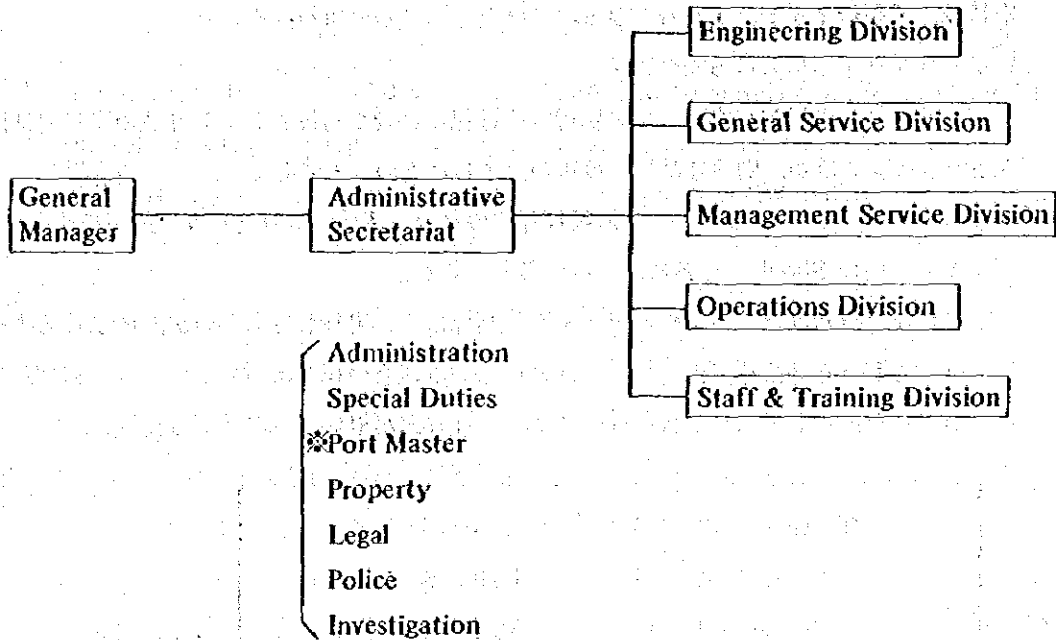 General
Manager
Administrative
Secretariat
Administration
Special Duties
※Port Master
Property
Legal
Police
Investigation
Engineering Division
General Service Division
Management Service Division
Operations Division
Staff & Training Division